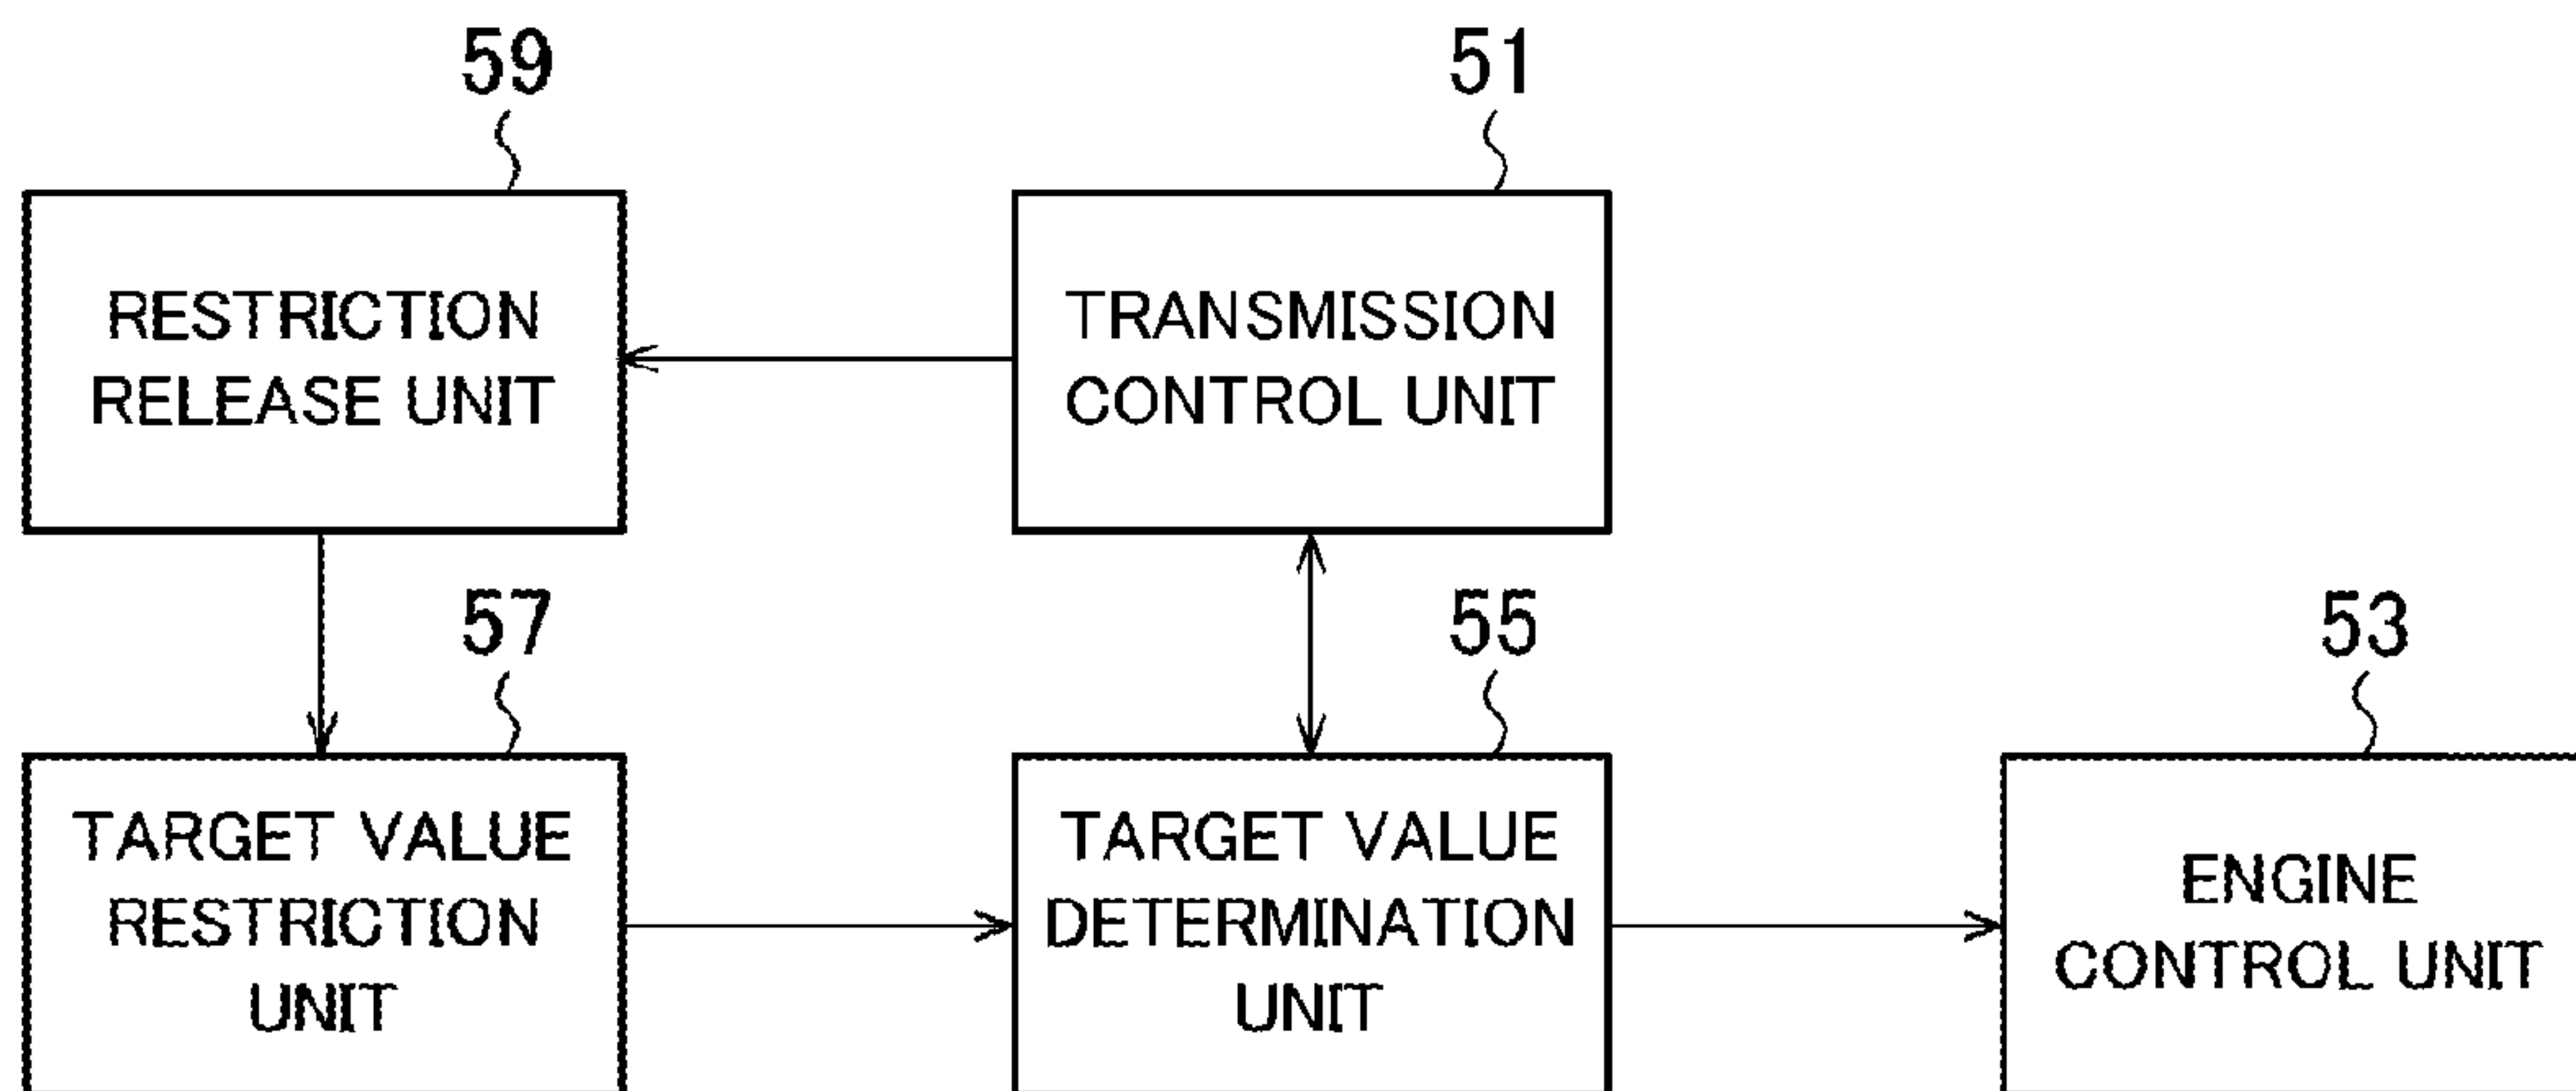 59
51
RESTRICTION
RELEASE UNIT
TRANSMISSION
CONTROL UNIT
57
55
53
TARGET VALUE
RESTRICTION
UNIT
TARGET VALUE
DETERMINATION
UNIT
ENGINE
CONTROL UNIT